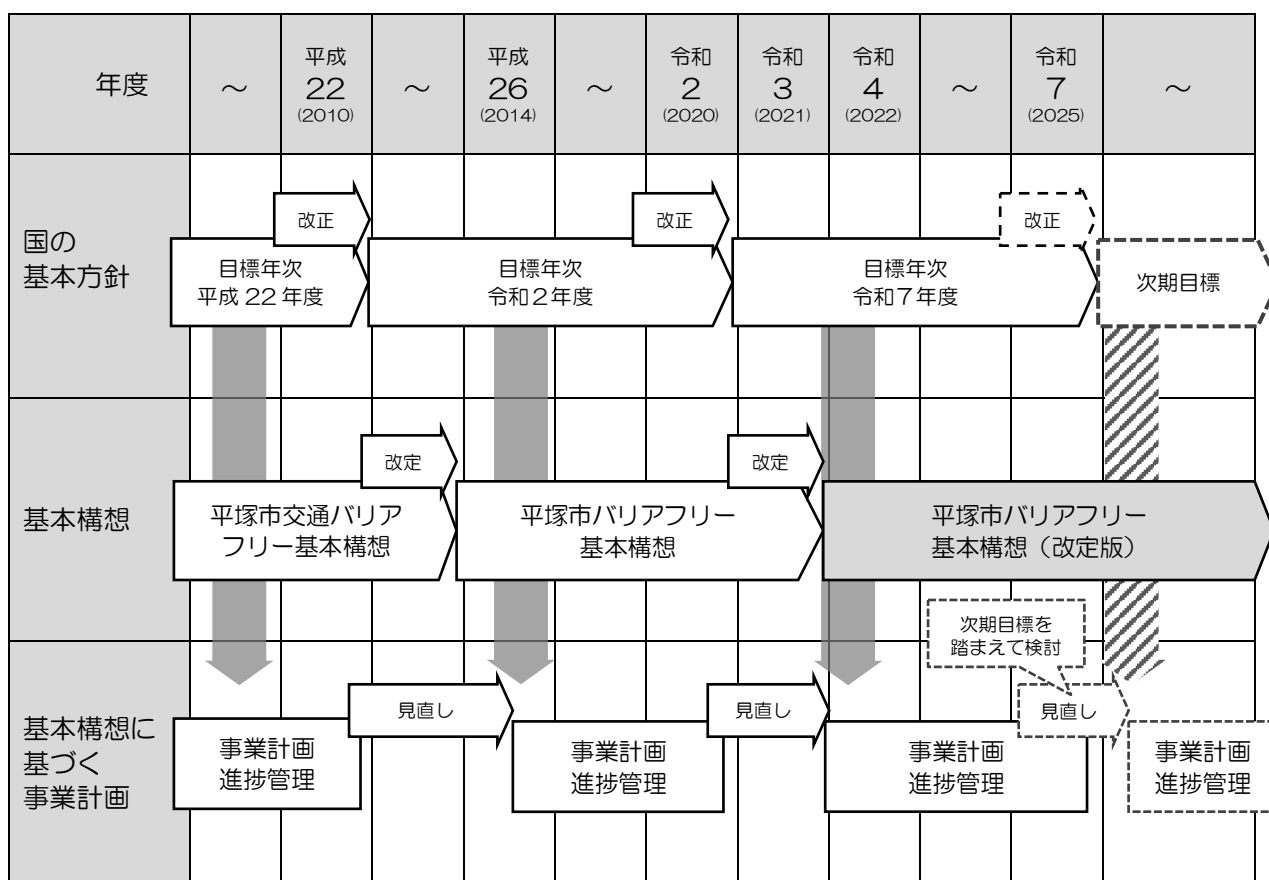 年度
～
平成
22
(2010)
～
平成
26
(2014)
～
令和
2
(2020)
令和
3
(2021)
令和
4
(2022)
～
令和
7
(2025)
～
国の
基本方針
改正
改正
改正
目標年次
平成 22 年度
目標年次
令和２年度
目標年次
令和７年度
次期目標
基本構想
改定
改定
平塚市交通バリア
フリー基本構想
平塚市バリアフリー
基本構想
平塚市バリアフリー
基本構想（改定版）
次期目標を
踏まえて検討
基本構想に
基づく
事業計画
見直し
見直し
見直し
事業計画
進捗管理
事業計画
進捗管理
事業計画
進捗管理
事業計画
進捗管理